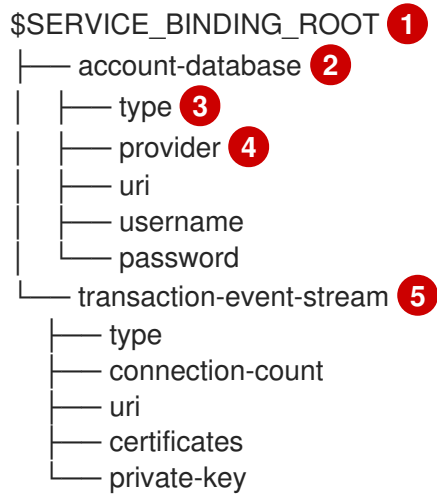 $SERVICE_BINDING_ROOT 1
├── account-database 2
│   ├── type 3
│   ├── provider 4
│   ├── uri
│   ├── username
│   └── password
└── transaction-event-stream 5
    ├── type
    ├── connection-count
    ├── uri
    ├── certificates
    └── private-key